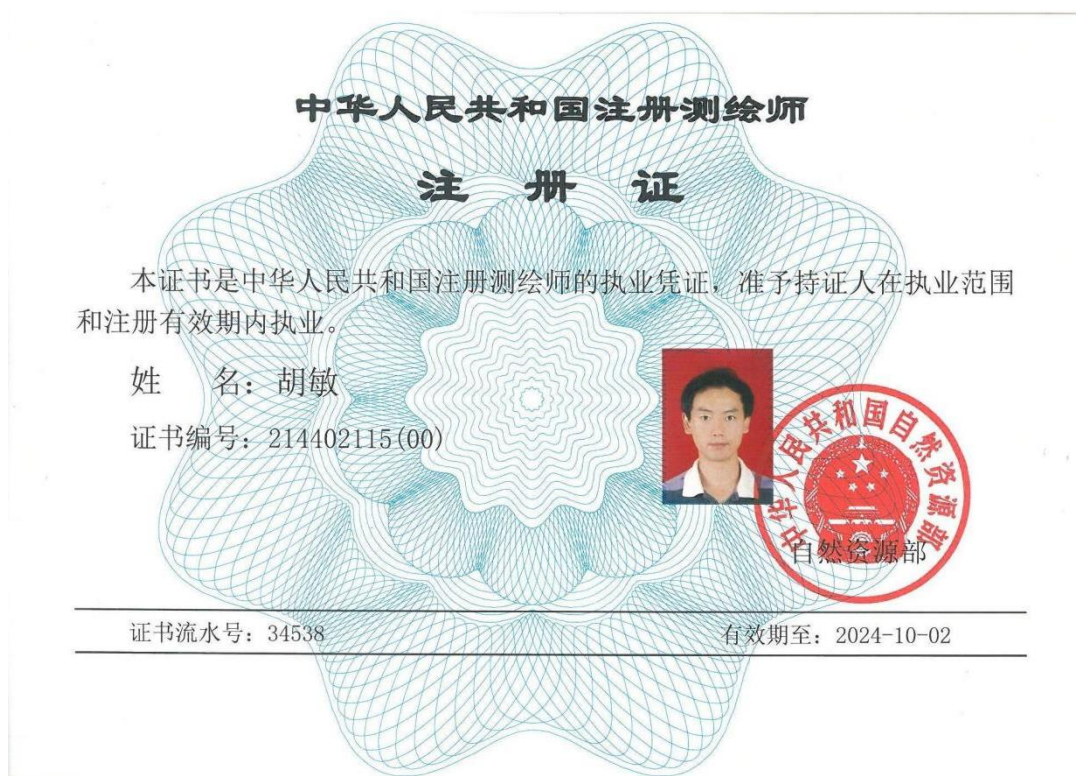 中华人民共和国注册测绘师
注 册 证
本证书是中华人民共和国注册测绘师的执业凭证，准予持证人在执业范围
和注册有效期内执业。
姓 名：胡敏
证书编号：214402115(00)
中华人民共和国自然资源部
自然资源部
证书流水号：34538
有效期至：2024-10-02